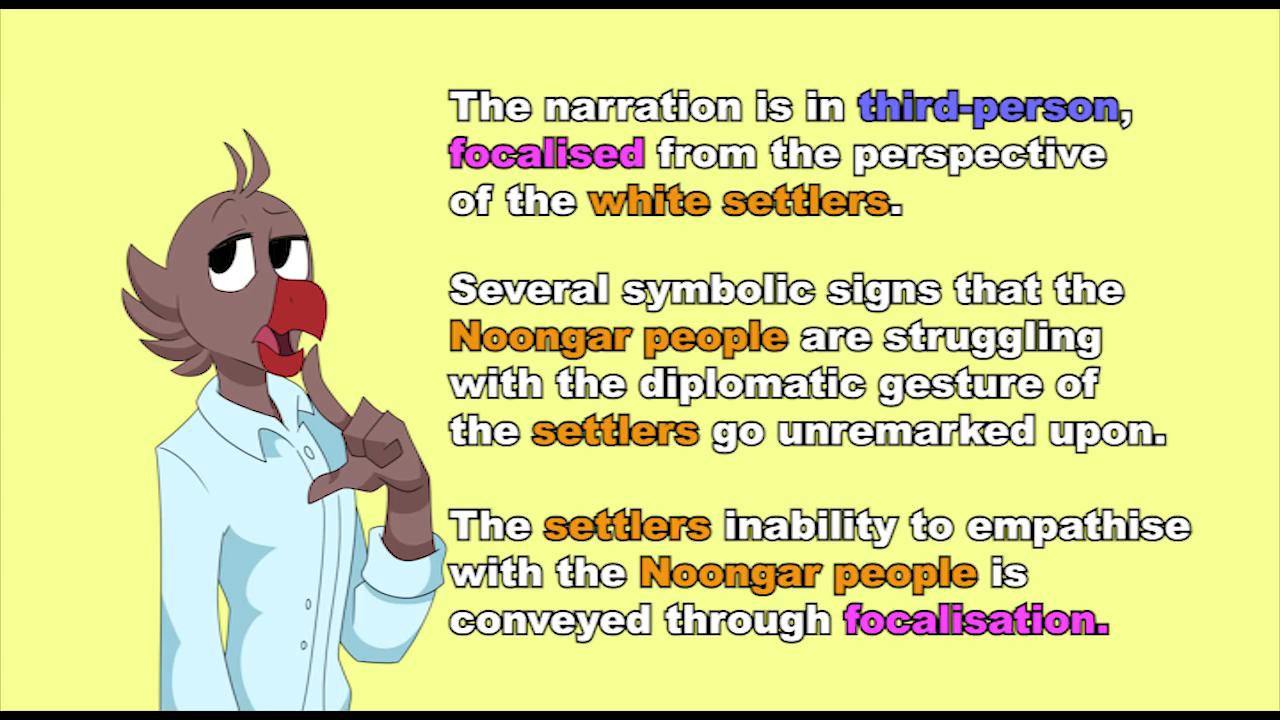 The narration is in third-person,
focalised from the perspective
of the white settlers.
Several symbolic signs that the
Noongar people are struggling
with the diplomatic gesture of
the settlers go unremarked upon.
The settlers inability to empathise
with the Noongar people is
conveyed through focalisation.